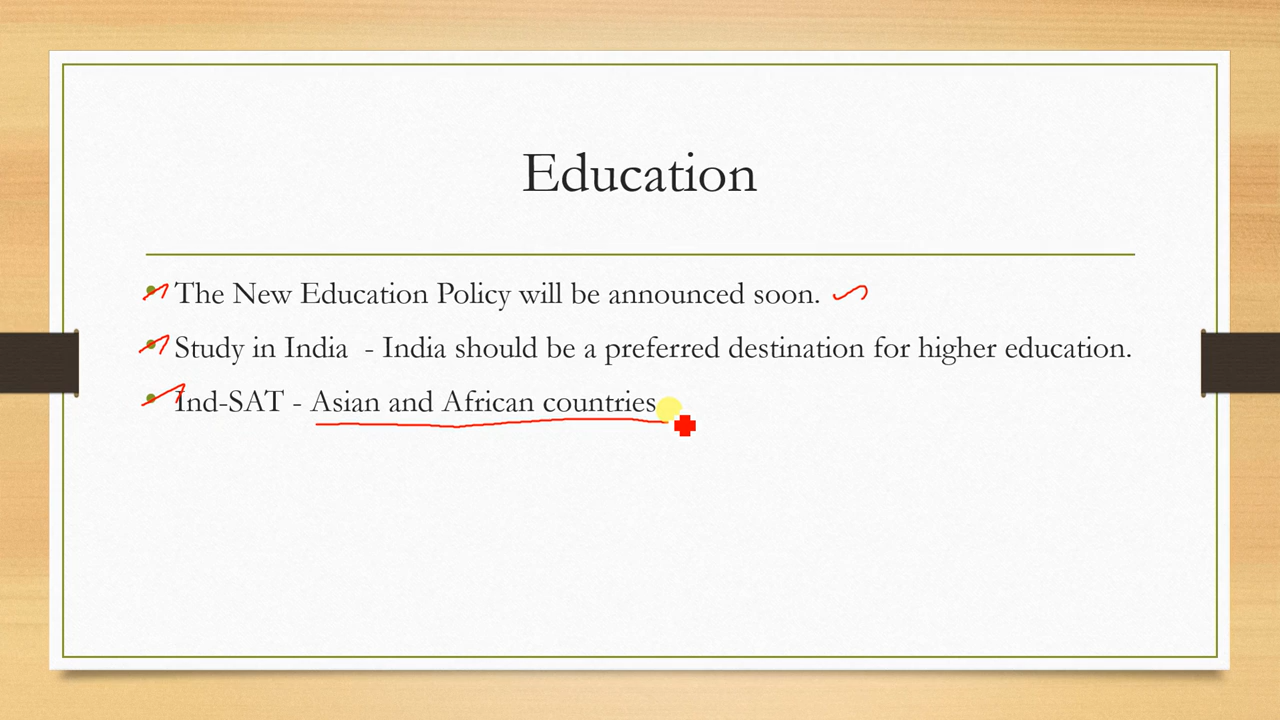 Education
The New Education Policy will be announced soon.
Study in India - India should be a preferred destination for higher education.
Ind-SAT - Asian and African countries